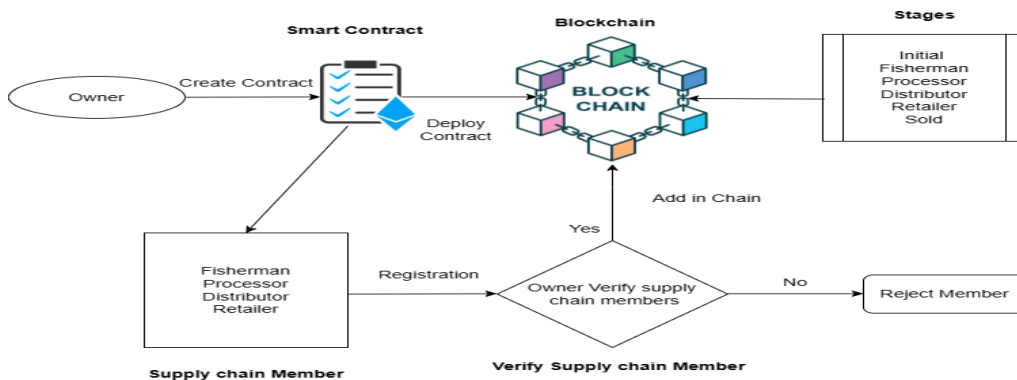 Stages
Blockchain
Smart Contract
Owner
Create Contract
Deploy
Contract
BLOCK
CHAIN
Initial
Fisherman
Processor
Distributor
Retailer
Sold
Add in Chain
Yes
Fisherman
Processor
Distributor
Retailer
Registration
Owner Verify supply
chain members
No
Reject Member
Supply chain Member
Verify Supply chain Member